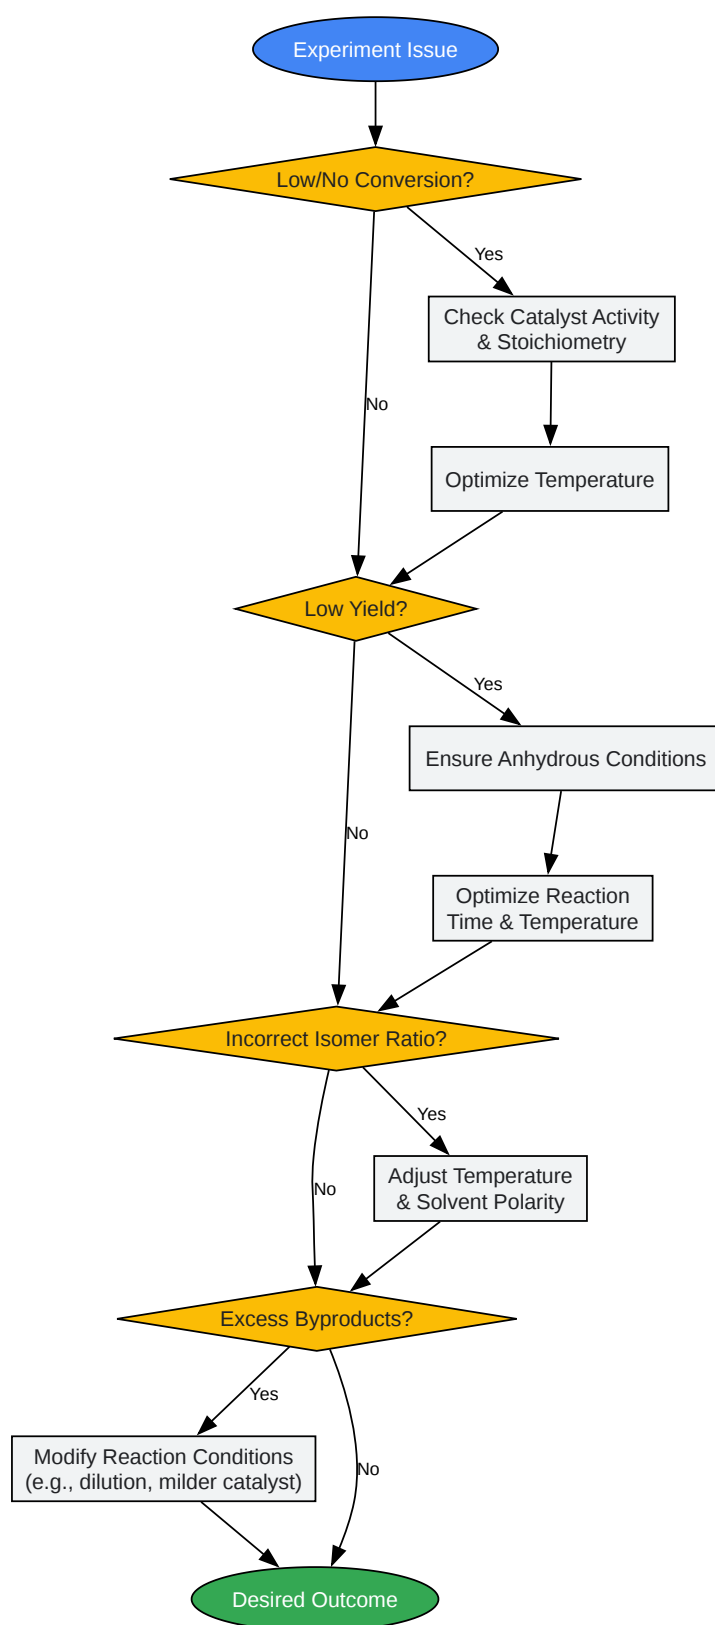 Experiment Issue
Low/No Conversion?
Yes
Check Catalyst Activity
& Stoichiometry
No
Optimize Temperature
Low Yield?
Yes
Ensure Anhydrous Conditions
No
Optimize Reaction
Time & Temperature
Incorrect Isomer Ratio?
Yes
Adjust Temperature
& Solvent Polarity
No
Excess Byproducts?
Yes
Modify Reaction Conditions
(e.g., dilution, milder catalyst)
No
Desired Outcome